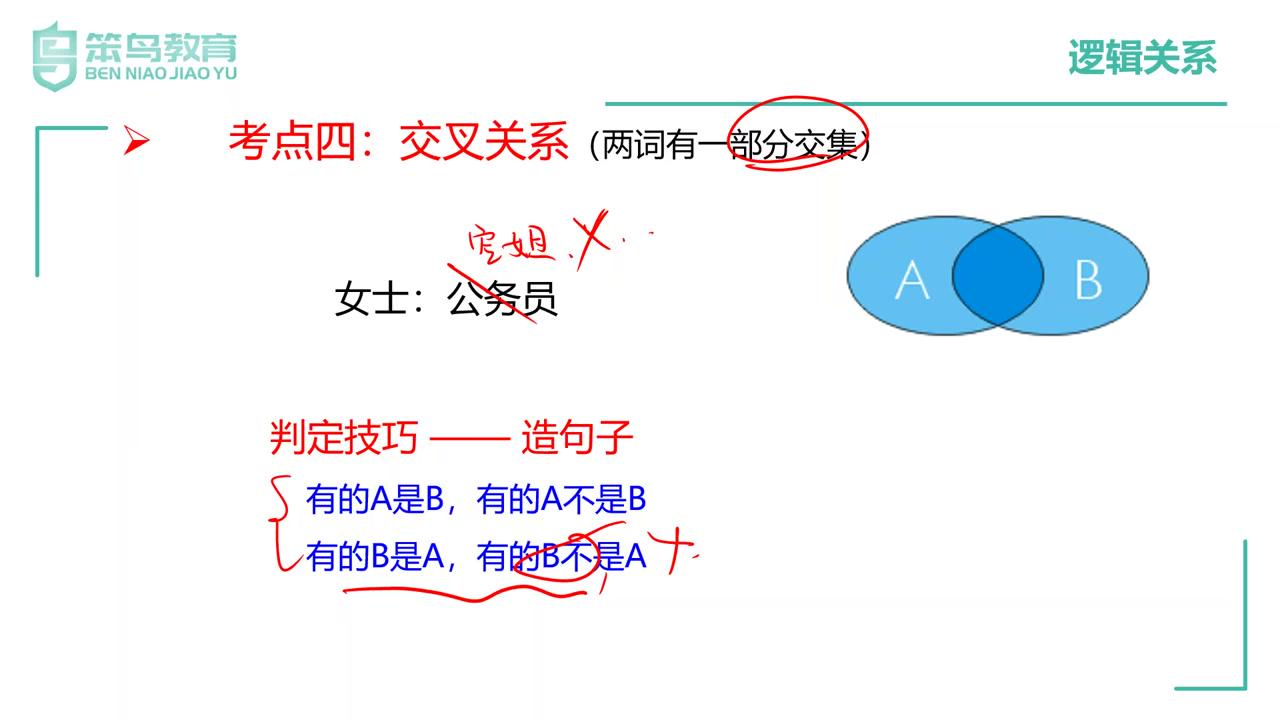 笨鸟教育
BEN NIAO JIAO YU
逻辑关系
考点四：交叉关系（两词有一部分交集）
空姐
女士：公务员
A B
判定技巧 —— 造句子
有的A是B，有的A不是B
有的B是A，有的B不是A